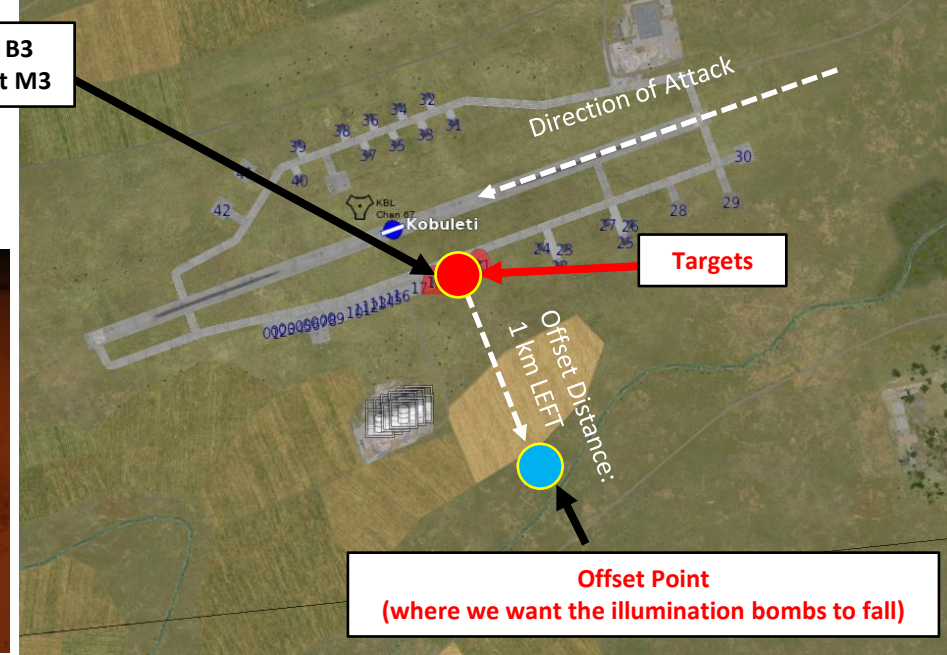 B3
t M3
Direction of Attack
32
34
36
31
38
33
35
39
37
40
30
42
KBL
Chan 67
Kobuleti
29
28
27 26
25
24 23
Targets
17
Offset Distance:
1 km LEFT
Offset Point
(where we want the illumination bombs to fall)